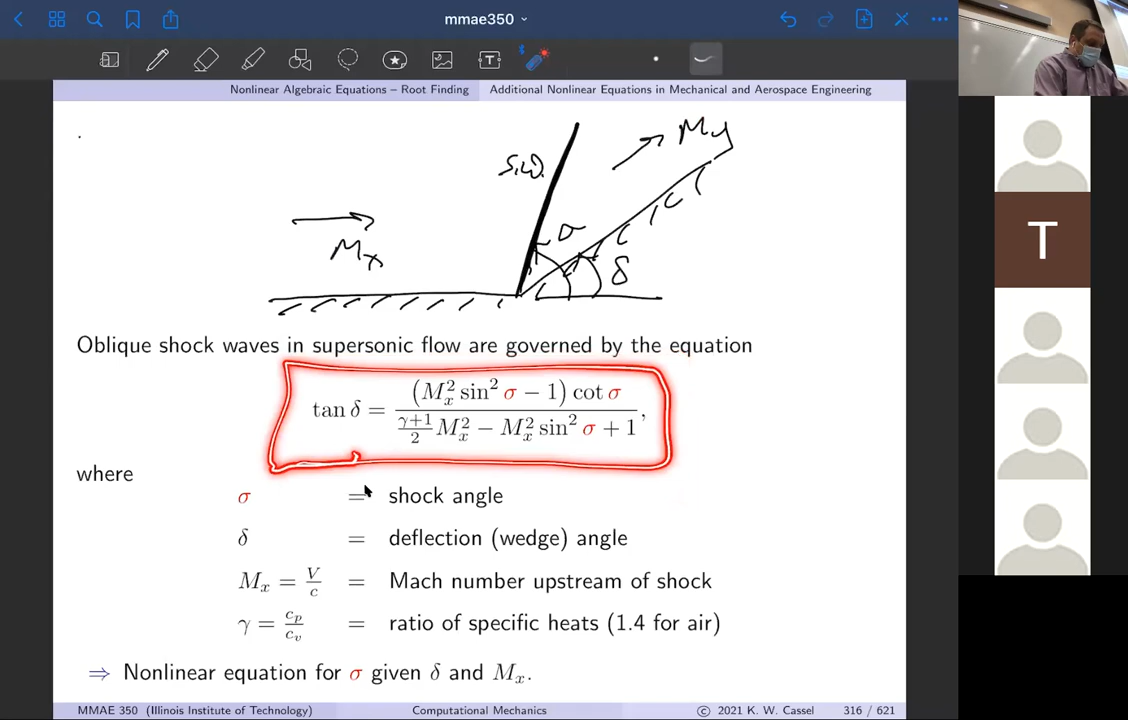 mmae350
Nonlinear Algebraic Equations – Root Finding Additional Nonlinear Equations in Mechanical and Aerospace Engineering
S.W.
My
Mx
σ
δ
T
Oblique shock waves in supersonic flow are governed by the equation
tan δ = ((M_x^2 sin^2 σ − 1) cot σ) / ((γ+1)/2 M_x^2 − M_x^2 sin^2 σ + 1),
where
σ = shock angle
δ = deflection (wedge) angle
M_x = V/c = Mach number upstream of shock
γ = c_p/c_v = ratio of specific heats (1.4 for air)
⇒ Nonlinear equation for σ given δ and M_x.
MMAE 350 (Illinois Institute of Technology) Computational Mechanics © 2021 K. W. Cassel 316 / 621